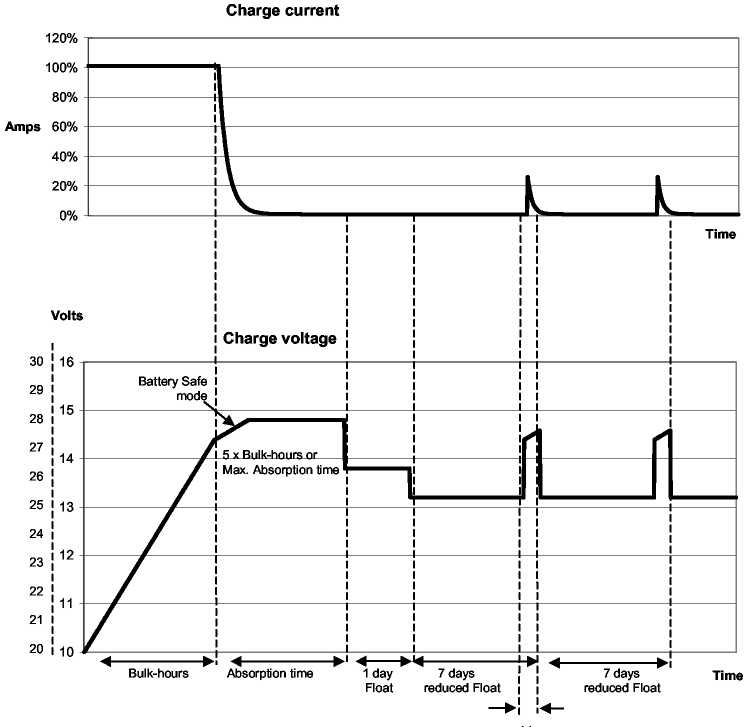 Charge current
120%
100%
80%
Amps
60%
40%
20%
0%
Time
Volts
Charge voltage
30 16
29
Battery Safe
mode
28 15
27
5 x Bulk-hours or
Max. Absorption time
14
26
25 13
24
23 12
22
21 11
20 10
Bulk-hours
Absorption time
1 day
Float
7 days
reduced Float
7 days
reduced Float
Time